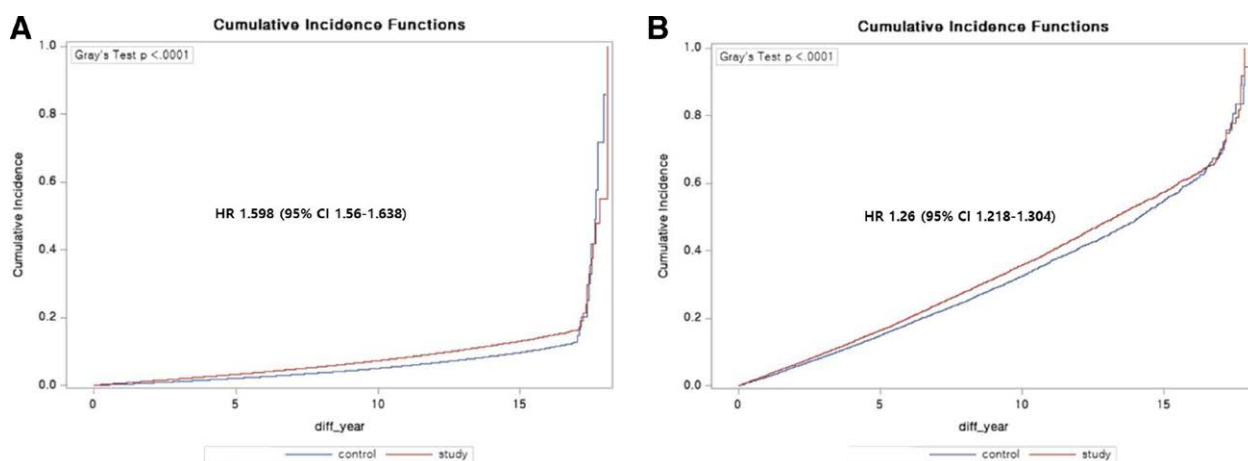 A
Cumulative Incidence Functions
Gray's Test p <.0001
1.0
0.8
0.6
0.4
0.2
0.0
Cumulative Incidence
HR 1.598 (95% CI 1.56-1.638)
0 5 10 15
diff_year
control study
B
Cumulative Incidence Functions
Gray's Test p <.0001
1.0
0.8
0.6
0.4
0.2
0.0
Cumulative Incidence
HR 1.26 (95% CI 1.218-1.304)
0 5 10 15
diff_year
control study